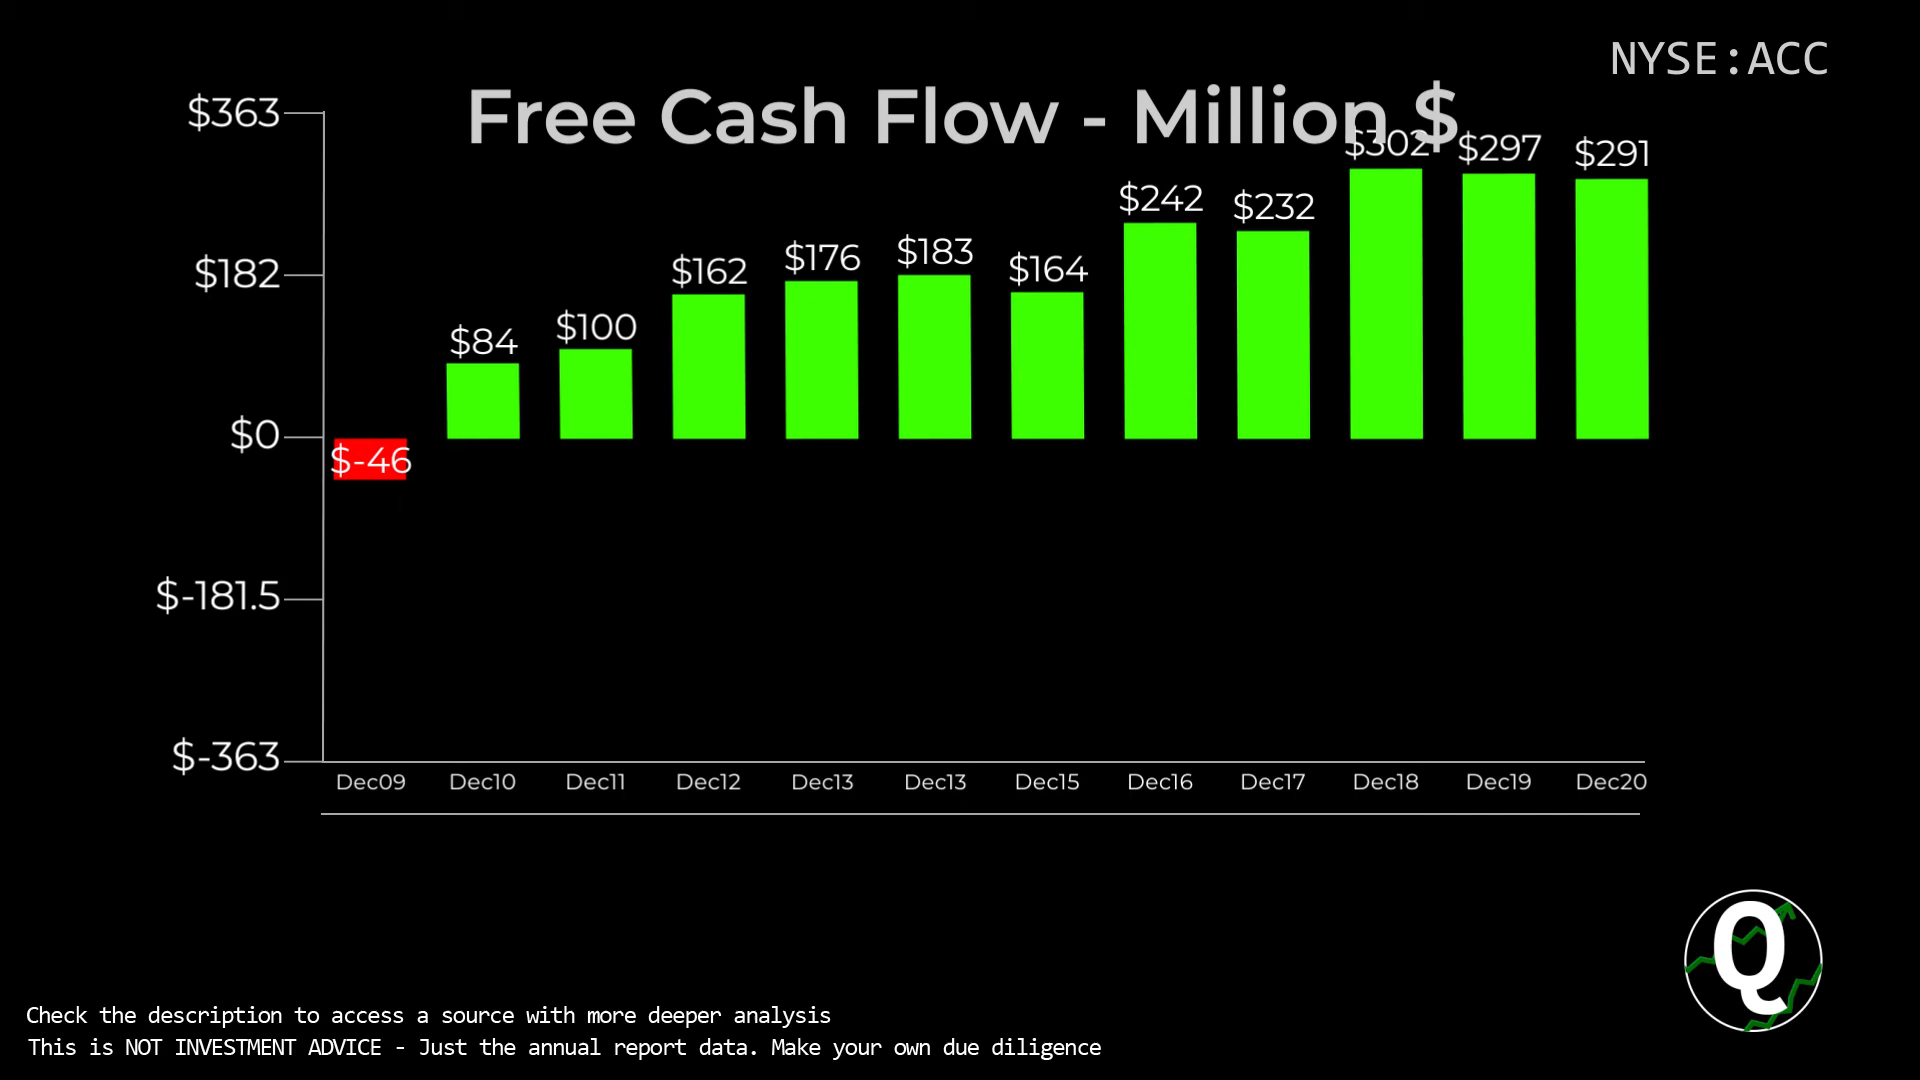 NYSE:ACC
Free Cash Flow - Million $
$363
$182
$0
$-181.5
$-363
$-46
$84
$100
$162
$176
$183
$164
$242
$232
$302
$297
$291
Dec09 Dec10 Dec11 Dec12 Dec13 Dec13 Dec15 Dec16 Dec17 Dec18 Dec19 Dec20
Q
Check the description to access a source with more deeper analysis
This is NOT INVESTMENT ADVICE - Just the annual report data. Make your own due diligence